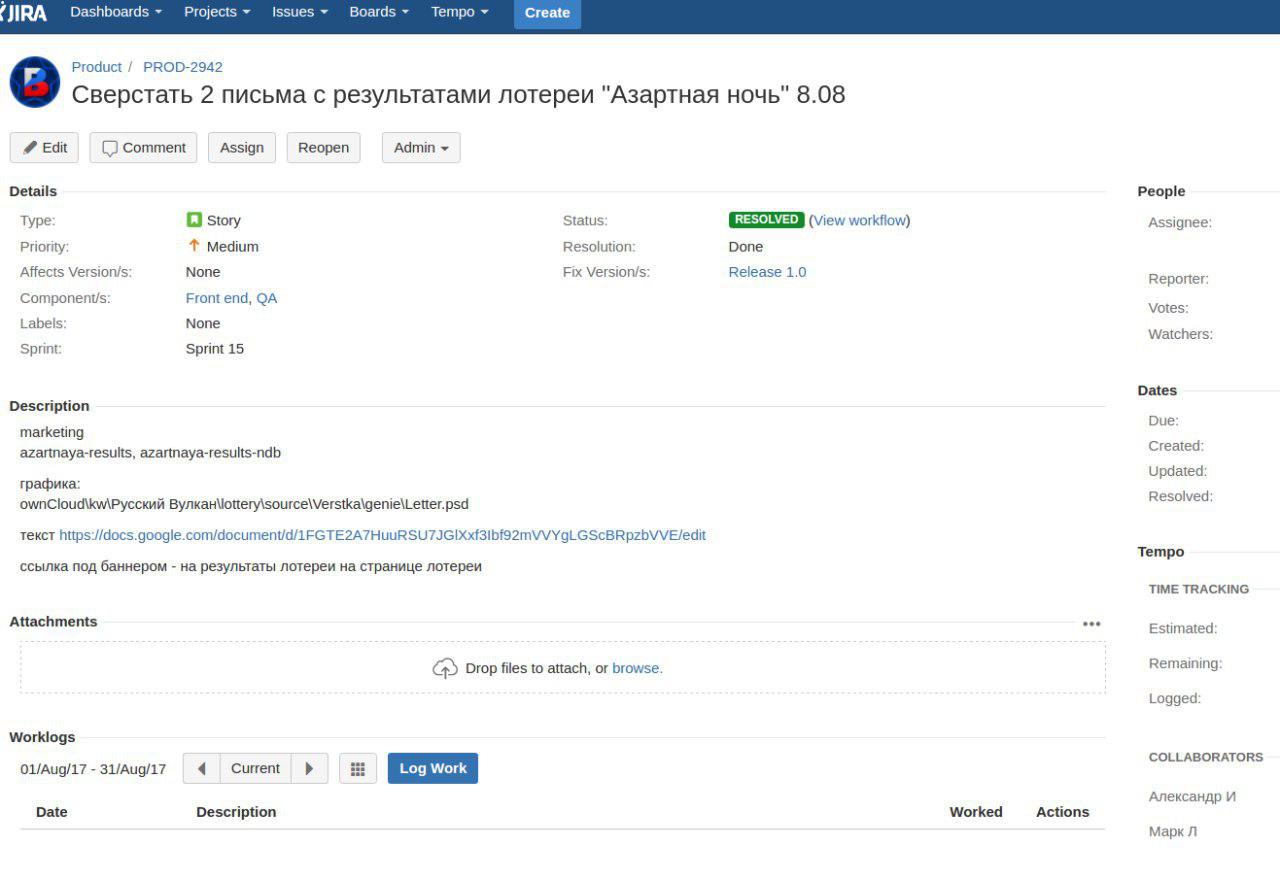 JIRA Dashboards Projects Issues Boards Tempo Create
Product / PROD-2942
Сверстать 2 письма с результатами лотереи "Азартная ночь" 8.08
Edit Comment Assign Reopen Admin
Details
Type: Story
Priority: Medium
Affects Version/s: None
Component/s: Front end, QA
Labels: None
Sprint: Sprint 15
Status: RESOLVED (View workflow)
Resolution: Done
Fix Version/s: Release 1.0
Description
marketing
azartnaya-results, azartnaya-results-ndb
графика:
ownCloud\kw\Русский Вулкан\lottery\source\Verstka\genie\Letter.psd
текст https://docs.google.com/document/d/1FGTE2A7HuuRSU7JGlXxf3Ibf92mVVYgLGScBRpzbVVE/edit
ссылка под баннером - на результаты лотереи на странице лотереи
Attachments
Drop files to attach, or browse.
Worklogs
01/Aug/17 - 31/Aug/17 Current Log Work
Date Description Worked Actions
People
Assignee:
Reporter:
Votes:
Watchers:
Dates
Due:
Created:
Updated:
Resolved:
Tempo
TIME TRACKING
Estimated:
Remaining:
Logged:
COLLABORATORS
Александр И
Марк Л